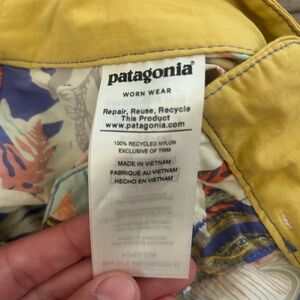 patagonia®
WORN WEAR
Repair, Reuse, Recycle
This Product
www.patagonia.com
100% RECYCLED NYLON
EXCLUSIVE OF TRIM
MADE IN VIETNAM
FABRIQUÉ AU VIETNAM
HECHO EN VIETNAM